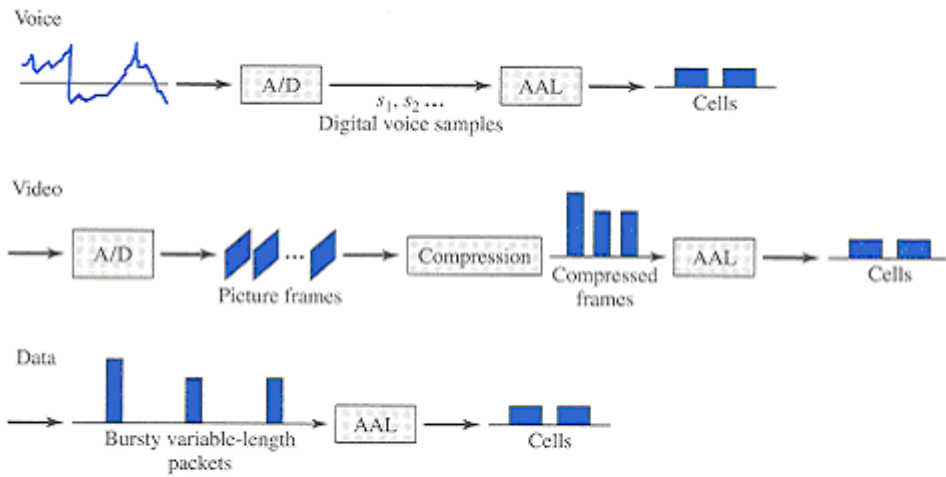 Voice
A/D
s1, s2 ...
Digital voice samples
AAL
Cells
Video
A/D
...
Picture frames
Compression
Compressed
frames
AAL
Cells
Data
Bursty variable-length
packets
AAL
Cells